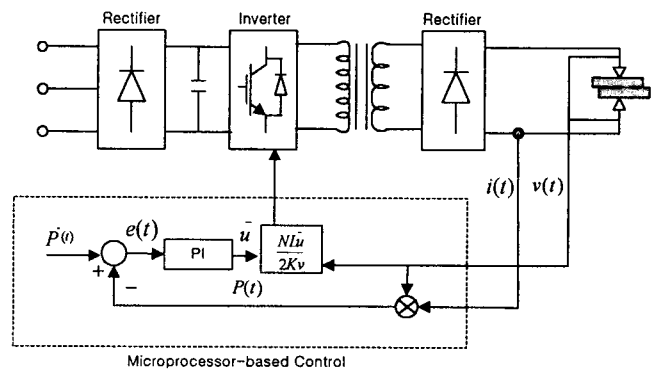 Rectifier
Inverter
Rectifier
i(t)
v(t)
P*(t)
+
−
e(t)
PI
ū
NLū
2Kv
P(t)
Microprocessor-based Control